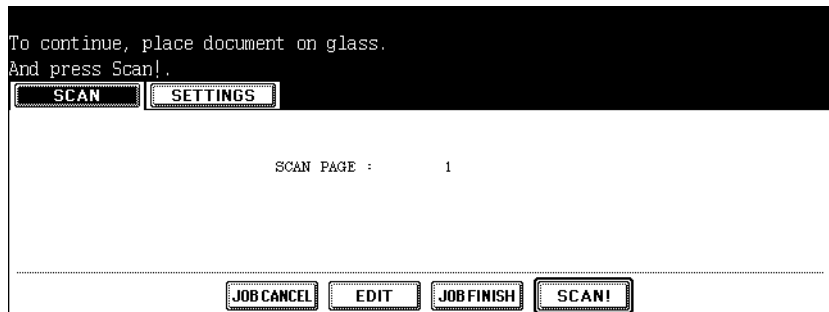 To continue, place document on glass.
And press Scan!.
SCAN SETTINGS
SCAN PAGE : 1
JOB CANCEL EDIT JOB FINISH SCAN!